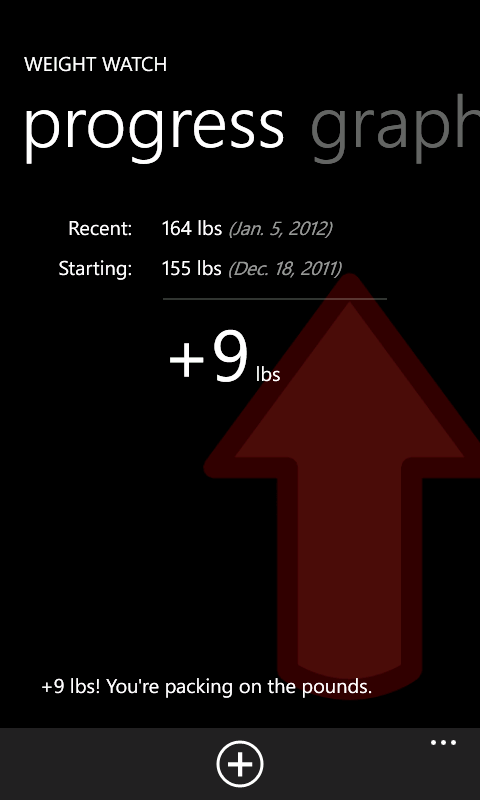 WEIGHT WATCH
progress graph
Recent: 164 lbs (Jan. 5, 2012)
Starting: 155 lbs (Dec. 18, 2011)
+9 lbs
+9 lbs! You're packing on the pounds.